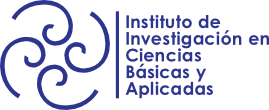 Instituto de
Investigación en
Ciencias
Básicas y
Aplicadas